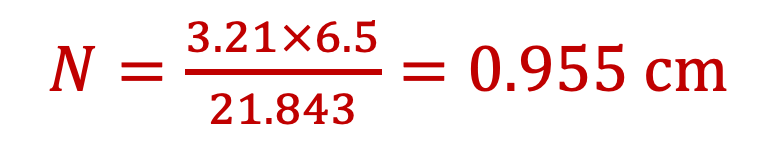 N = 3.21×6.5 / 21.843 = 0.955 cm